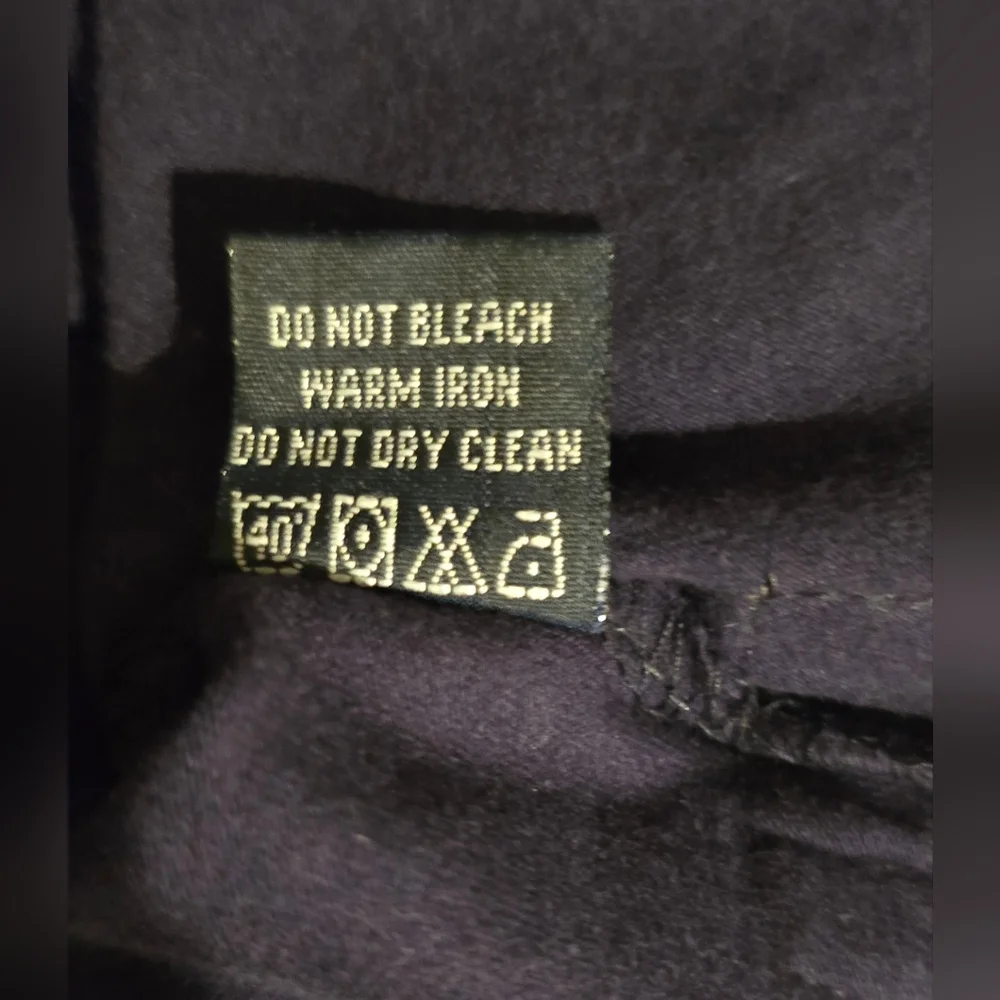 DO NOT BLEACH
WARM IRON
DO NOT DRY CLEAN
40°